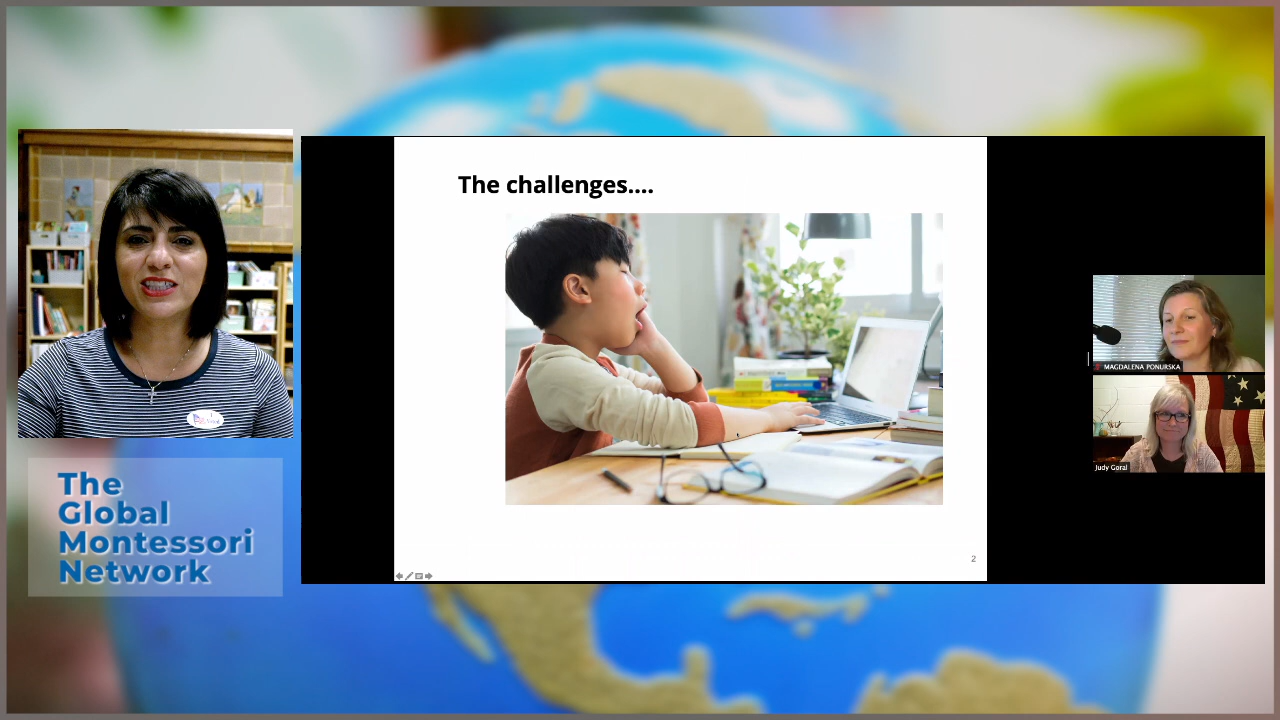 The challenges....
MAGDALENA PONURSKA
Judy Goral
The
Global
Montessori
Network
2